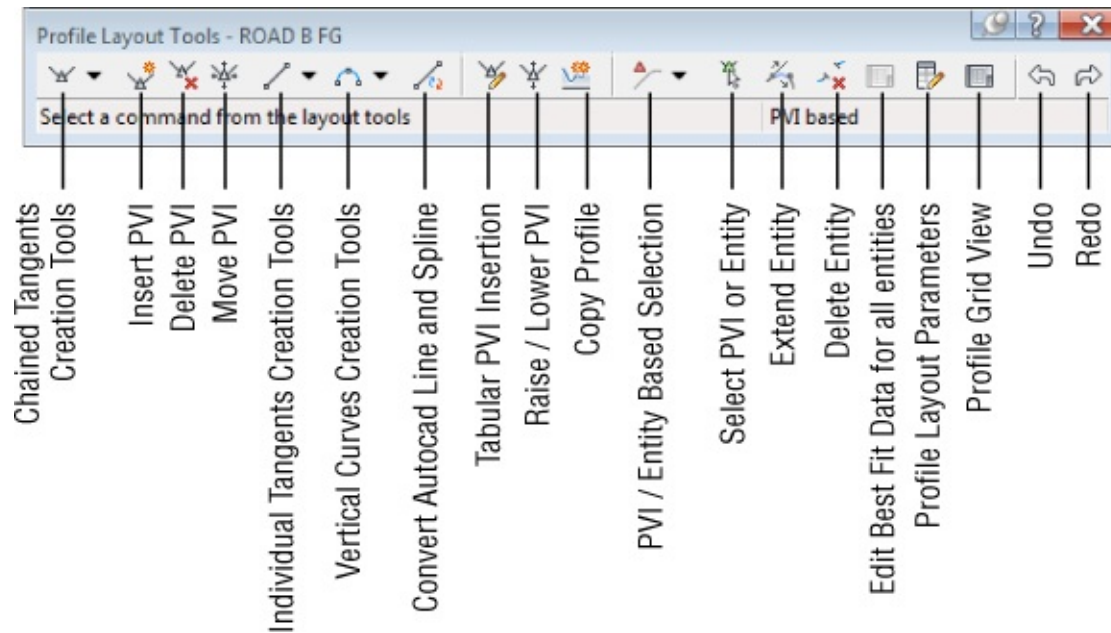 Profile Layout Tools - ROAD B FG
Select a command from the layout tools
PVI based
Chained Tangents
Creation Tools
Insert PVI
Delete PVI
Move PVI
Individual Tangents Creation Tools
Vertical Curves Creation Tools
Convert Autocad Line and Spline
Tabular PVI Insertion
Raise / Lower PVI
Copy Profile
PVI / Entity Based Selection
Select PVI or Entity
Extend Entity
Delete Entity
Edit Best Fit Data for all entities
Profile Layout Parameters
Profile Grid View
Undo
Redo